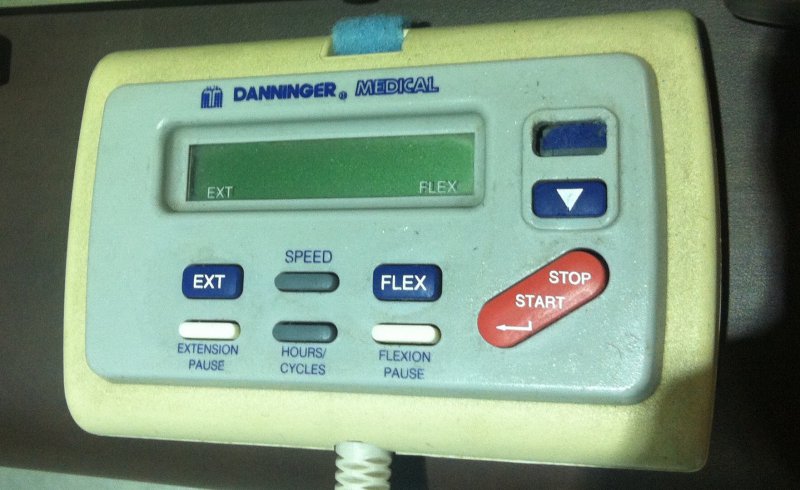 DANNINGER® MEDICAL
EXT FLEX
SPEED
EXT FLEX
STOP
START
EXTENSION
PAUSE
HOURS/
CYCLES
FLEXION
PAUSE